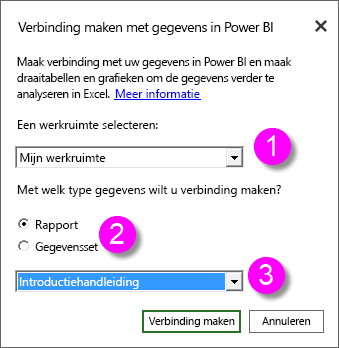 Verbinding maken met gegevens in Power BI
Maak verbinding met uw gegevens in Power BI en maak
draaitabellen en grafieken om de gegevens verder te
analyseren in Excel. Meer informatie
Een werkruimte selecteren:
1
Mijn werkruimte
Met welk type gegevens wilt u verbinding maken?
Rapport
2
Gegevensset
3
Introductiehandleiding
Verbinding maken
Annuleren